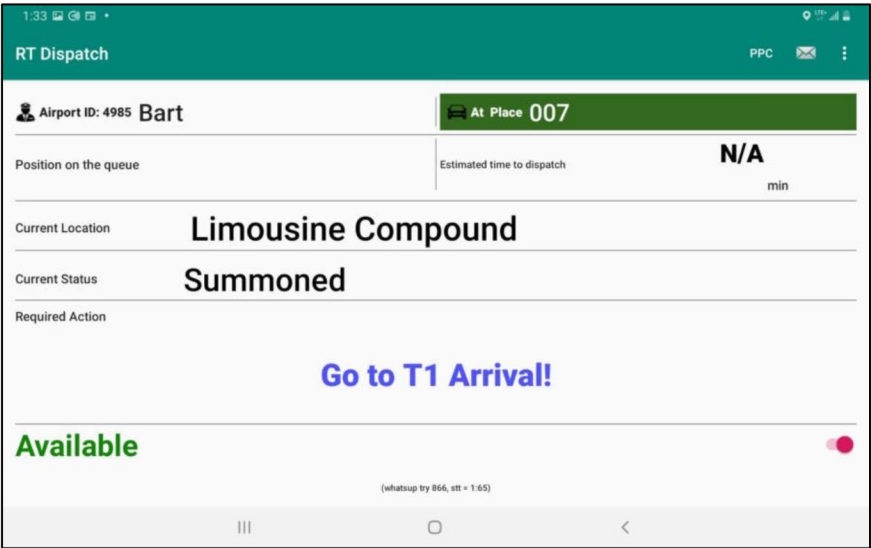 1:33
LTE+
RT Dispatch PPC
Airport ID: 4985 Bart At Place 007
Position on the queue Estimated time to dispatch N/A
min
Current Location Limousine Compound
Current Status Summoned
Required Action
Go to T1 Arrival!
Available
(whatsup try 866, stt = 1:65)